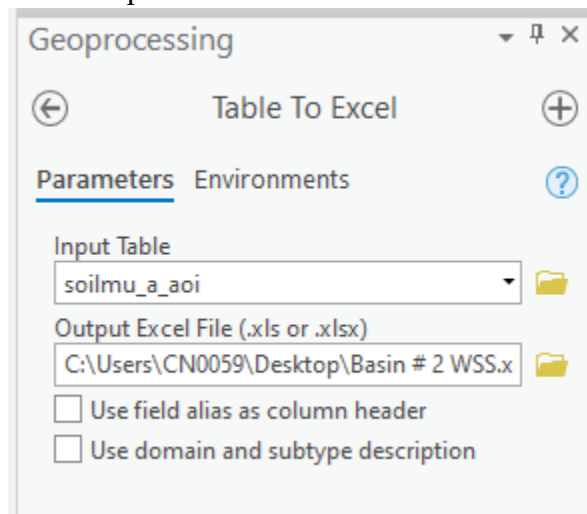 Geoprocessing
Table To Excel
Parameters Environments
Input Table
soilmu_a_aoi
Output Excel File (.xls or .xlsx)
C:\Users\CN0059\Desktop\Basin # 2 WSS.x
Use field alias as column header
Use domain and subtype description